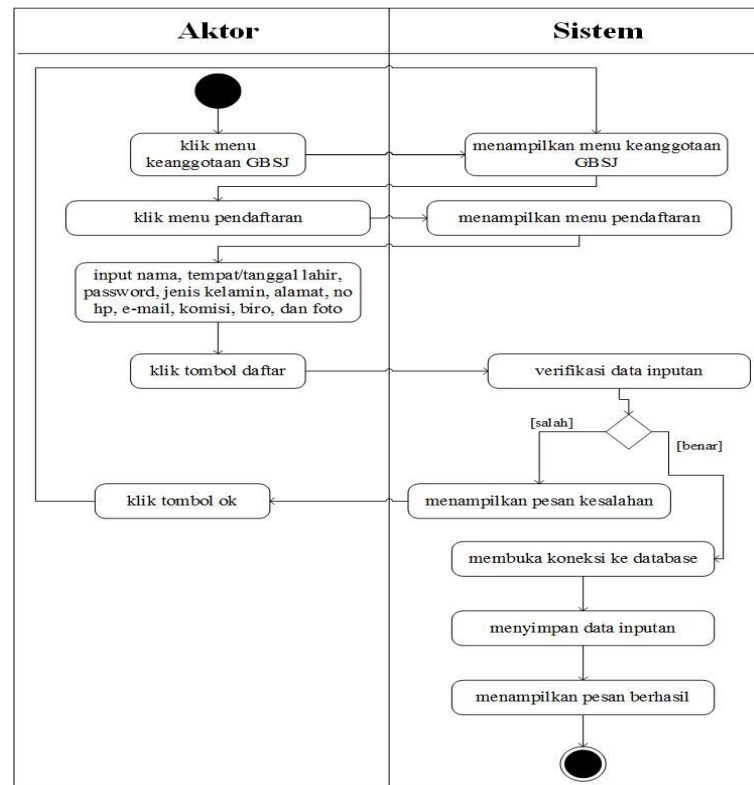 Aktor
Sistem
klik menu
keanggotaan GBSJ
menampilkan menu keanggotaan
GBSJ
klik menu pendaftaran
menampilkan menu pendaftaran
input nama, tempat/tanggal lahir,
password, jenis kelamin, alamat, no
hp, e-mail, komisi, biro, dan foto
klik tombol daftar
verifikasi data inputan
[salah]
[benar]
klik tombol ok
menampilkan pesan kesalahan
membuka koneksi ke database
menyimpan data inputan
menampilkan pesan berhasil